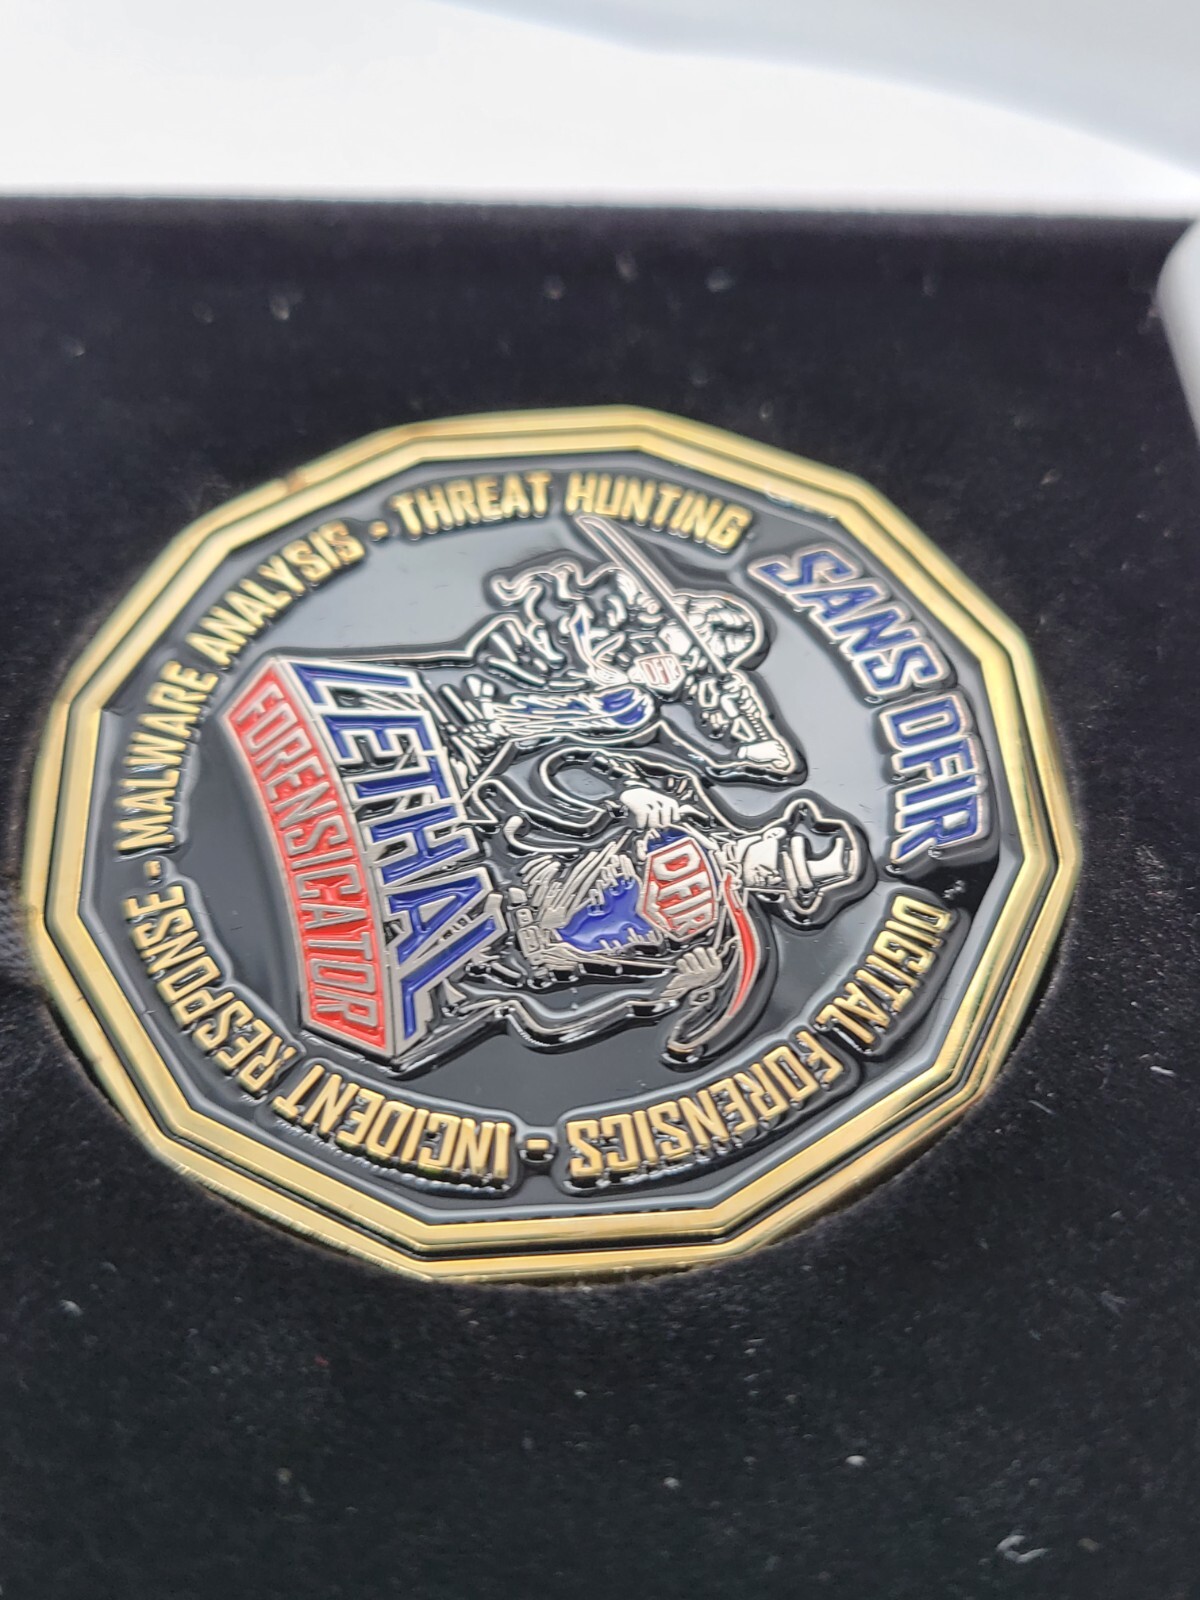 SANS DFIR
DIGITAL FORENSICS - INCIDENT RESPONSE - MALWARE ANALYSIS - THREAT HUNTING
DFIR
DFIR
LETHAL
FORENSICATOR